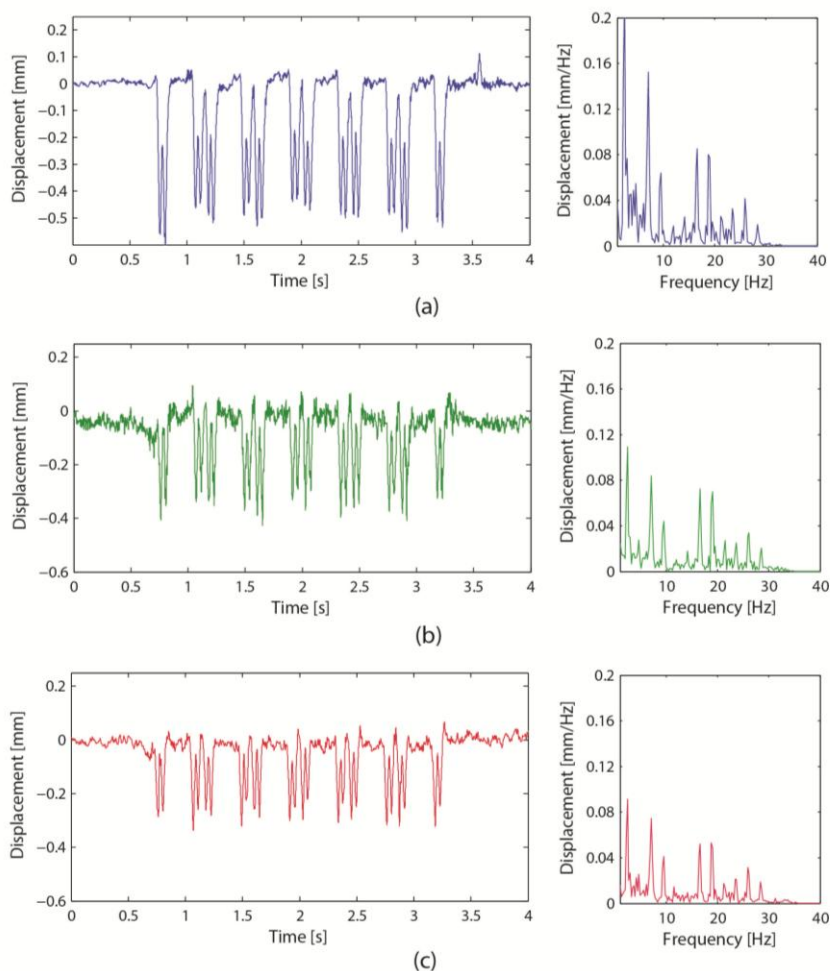 0.2
0.1
0
−0.1
−0.2
−0.3
−0.4
−0.5
Displacement [mm]
0 0.5 1 1.5 2 2.5 3 3.5 4
Time [s]
0.2
0.16
0.12
0.08
0.04
0
Displacement [mm/Hz]
10 20 30 40
Frequency [Hz]
(a)
0.2
0
−0.2
−0.4
−0.6
Displacement [mm]
0 0.5 1 1.5 2 2.5 3 3.5 4
Time [s]
0.2
0.16
0.12
0.08
0.04
0
Displacement [mm/Hz]
10 20 30 40
Frequency [Hz]
(b)
0.2
0
−0.2
−0.4
−0.6
Displacement [mm]
0 0.5 1 1.5 2 2.5 3 3.5 4
Time [s]
0.2
0.16
0.12
0.08
0.04
0
Displacement [mm/Hz]
10 20 30 40
Frequency [Hz]
(c)